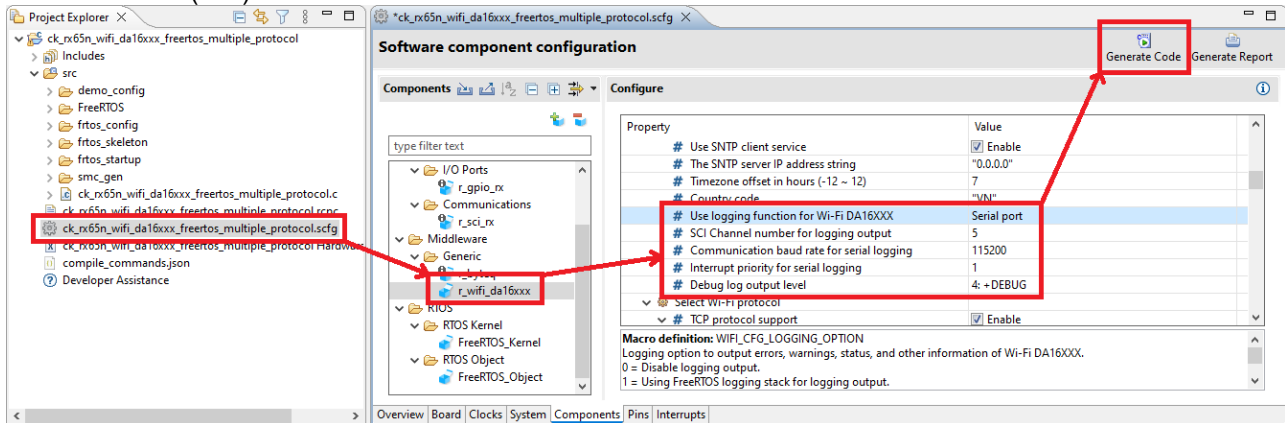 Project Explorer
ck_rx65n_wifi_da16xxx_freertos_multiple_protocol
Includes
src
demo_config
FreeRTOS
frtos_config
frtos_skeleton
frtos_startup
smc_gen
ck_rx65n_wifi_da16xxx_freertos_multiple_protocol.c
ck_rx65n_wifi_da16xxx_freertos_multiple_protocol.rcpc
ck_rx65n_wifi_da16xxx_freertos_multiple_protocol.scfg
ck_rx65n_wifi_da16xxx_freertos_multiple_protocol
compile_commands.json
Developer Assistance
*ck_rx65n_wifi_da16xxx_freertos_multiple_protocol.scfg
Software component configuration
Generate Code Generate Report
Components
type filter text
I/O Ports
r_gpio_rx
Communications
r_sci_rx
Middleware
Generic
r_byteq
r_wifi_da16xxx
RTOS
RTOS Kernel
FreeRTOS_Kernel
RTOS Object
FreeRTOS_Object
Configure
Property Value
# Use SNTP client service Enable
# The SNTP server IP address string "0.0.0.0"
# Timezone offset in hours (-12 ~ 12) 7
# Country code "VN"
# Use logging function for Wi-Fi DA16XXX Serial port
# SCI Channel number for logging output 5
# Communication baud rate for serial logging 115200
# Interrupt priority for serial logging 1
# Debug log output level 4: +DEBUG
Select Wi-Fi protocol
# TCP protocol support Enable
Macro definition: WIFI_CFG_LOGGING_OPTION
Logging option to output errors, warnings, status, and other information of Wi-Fi DA16XXX.
0 = Disable logging output.
1 = Using FreeRTOS logging stack for logging output.
Overview Board Clocks System Components Pins Interrupts